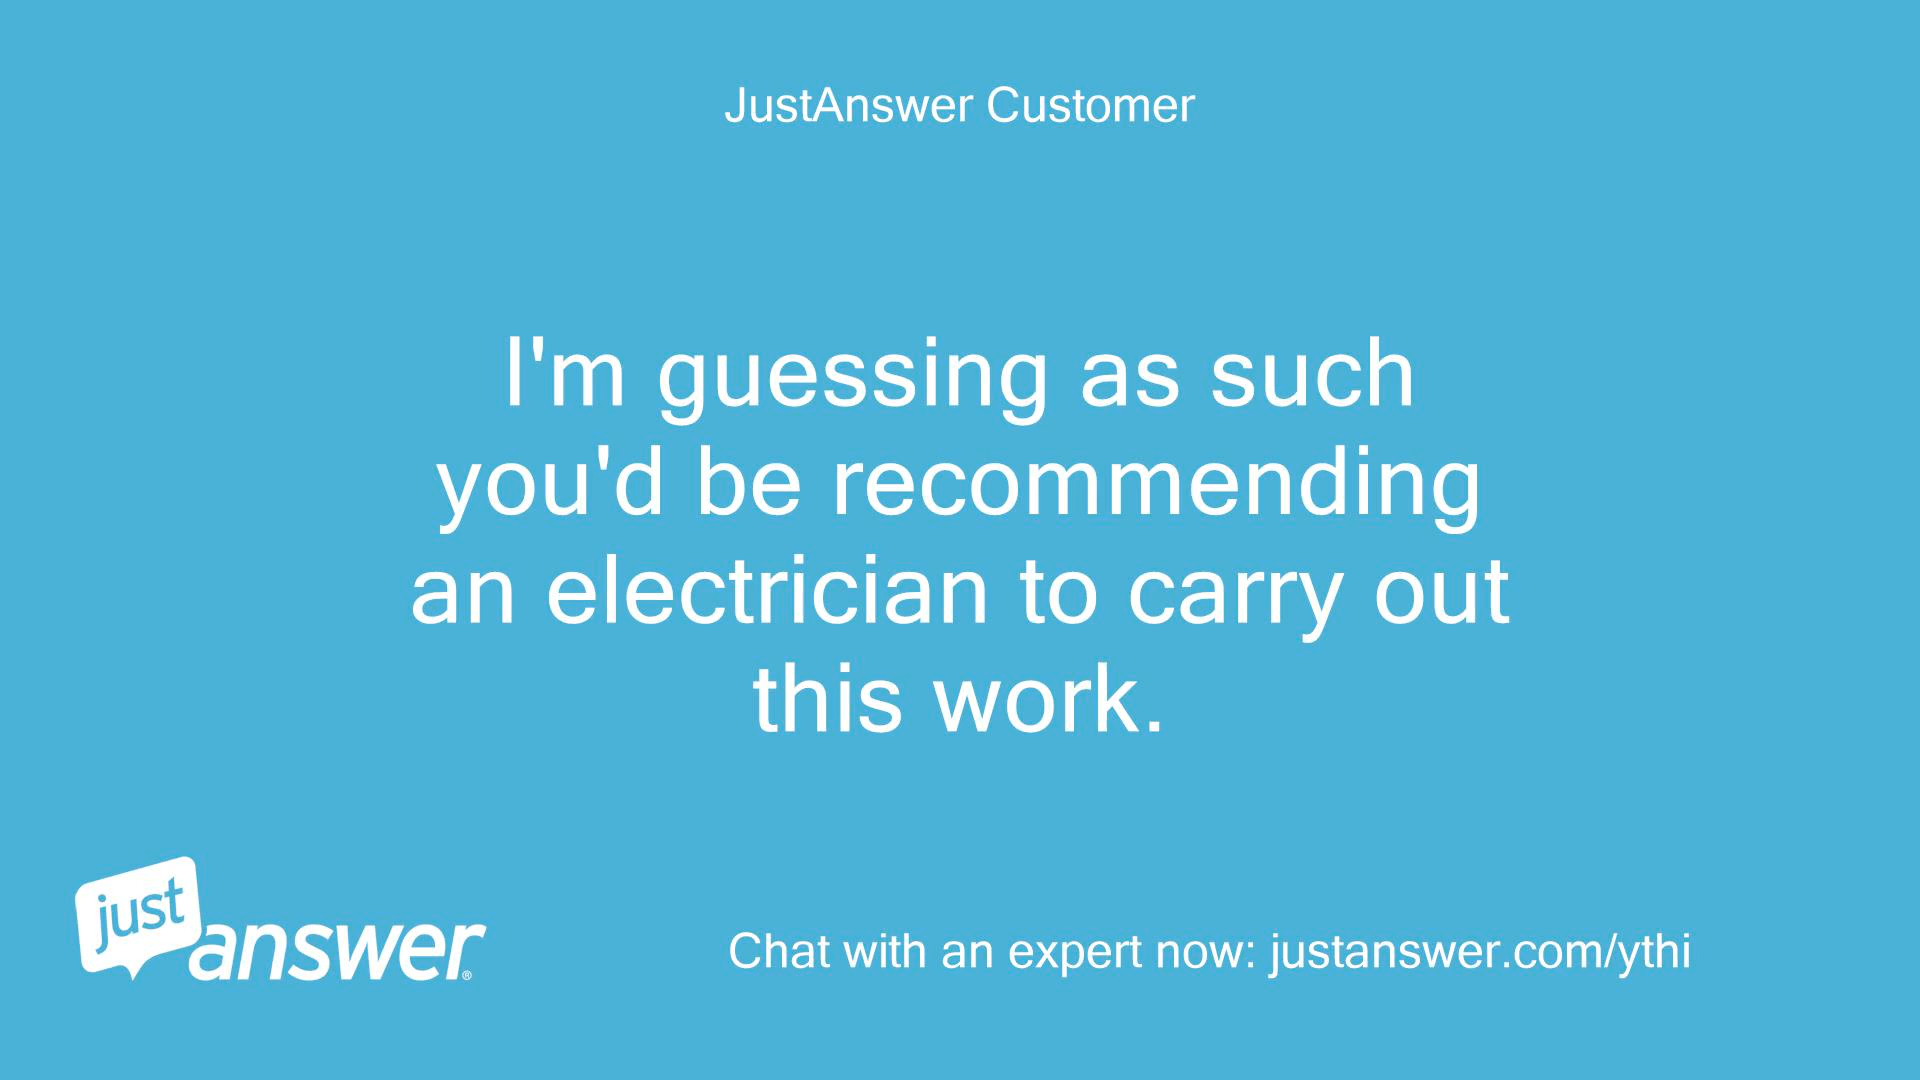 JustAnswer Customer
I'm guessing as such
you'd be recommending
an electrician to carry out
this work.
just
answer®
Chat with an expert now: justanswer.com/ythi